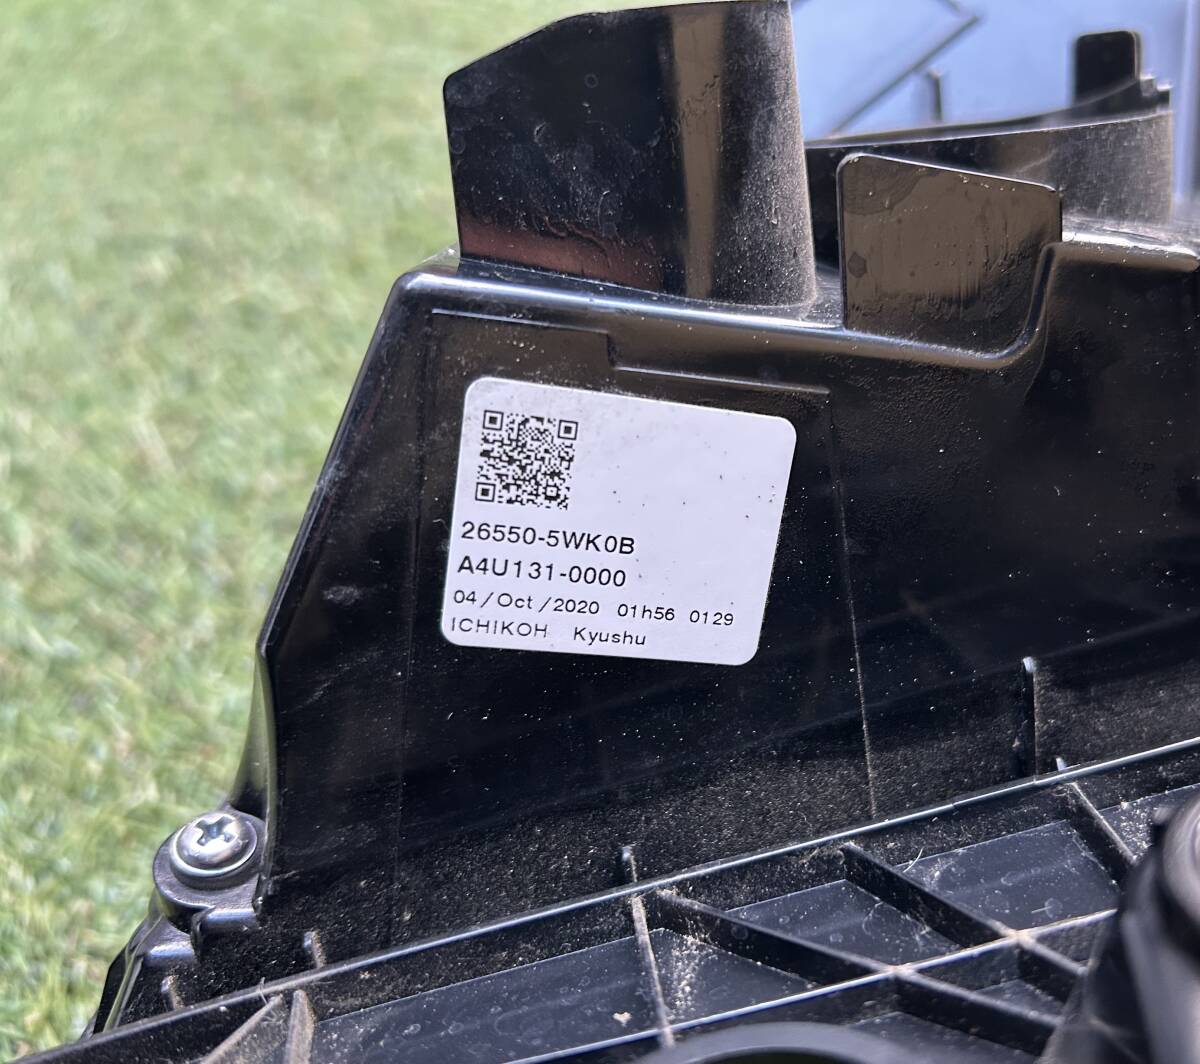 26550-5WK0B
A4U131-0000
04/Oct/2020 01h56 0129
ICHIKOH Kyushu